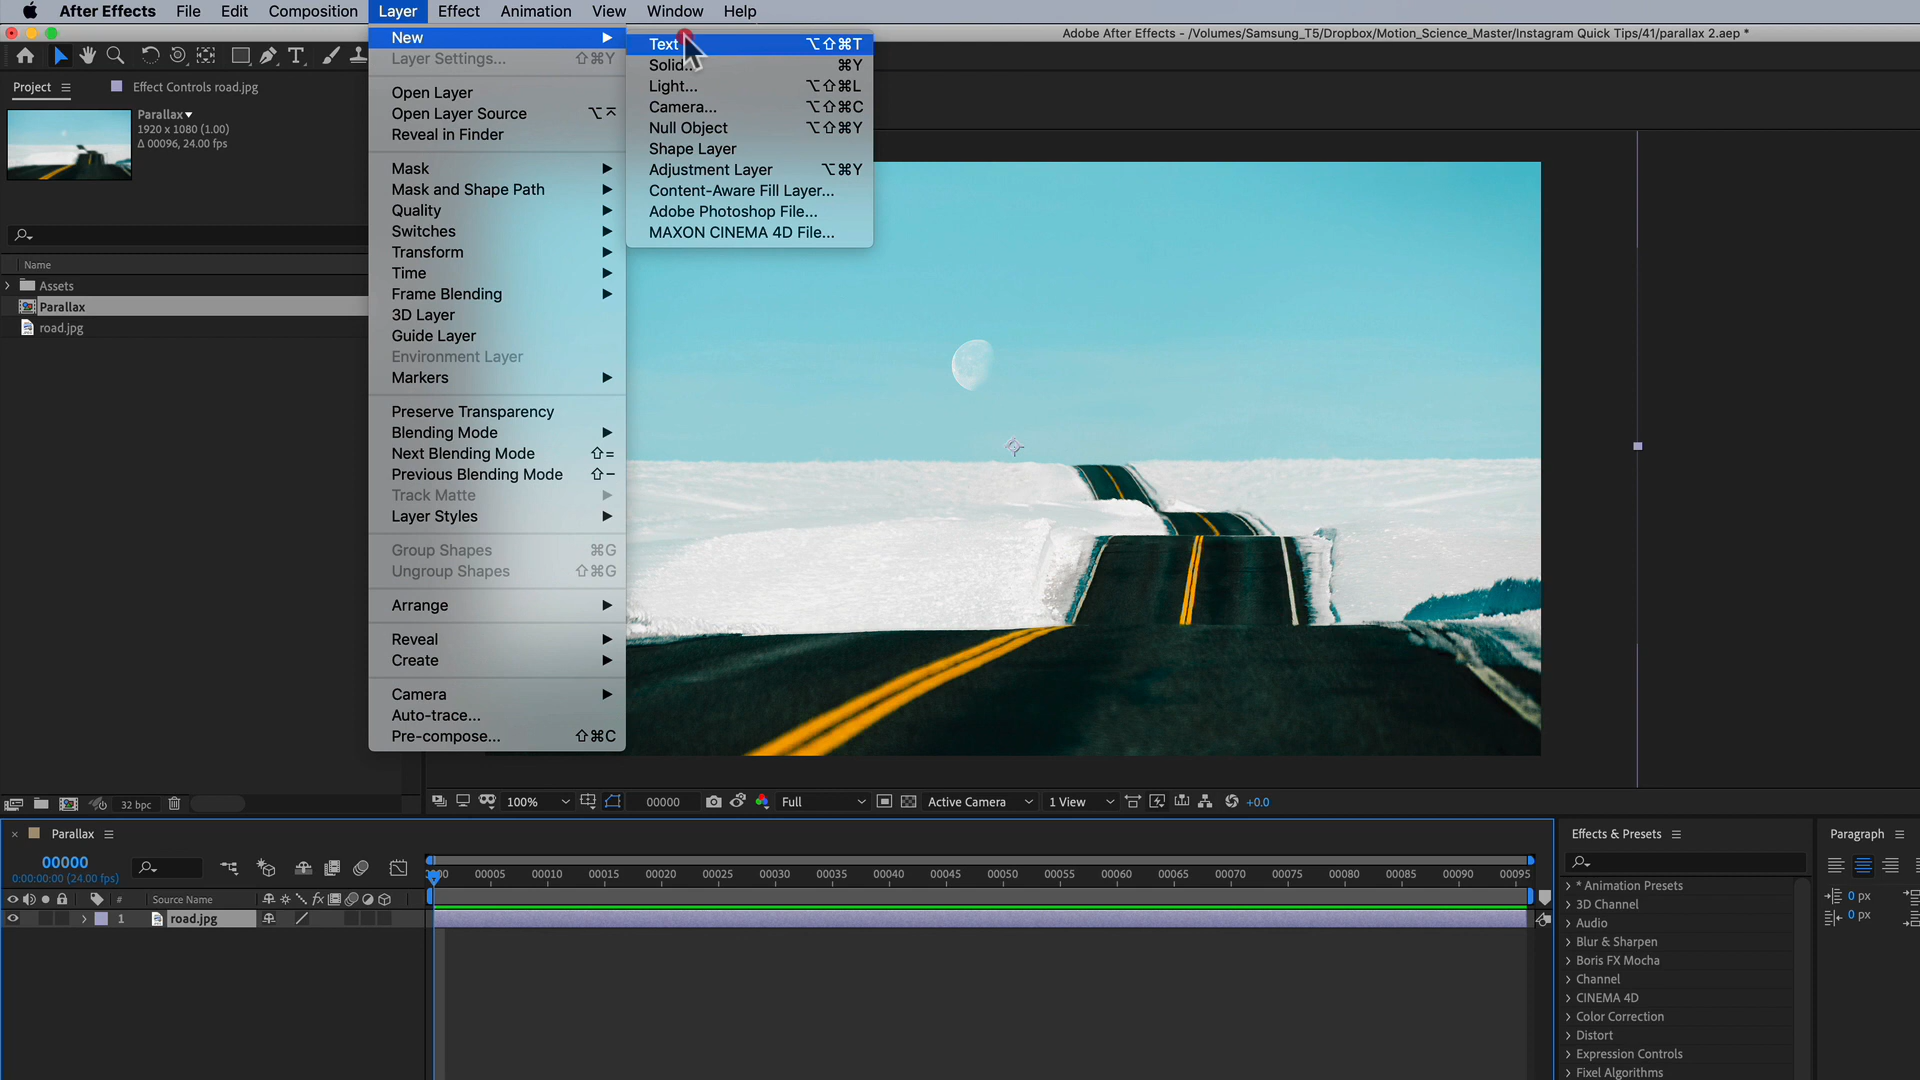 After Effects File Edit Composition Layer Effect Animation View Window Help
Adobe After Effects - /Volumes/Samsung_T5/Dropbox/Motion_Science_Master/Instagram Quick Tips/41/parallax 2.aep *
New
Layer Settings... ⇧⌘Y
Open Layer
Open Layer Source
Reveal in Finder
Mask
Mask and Shape Path
Quality
Switches
Transform
Time
Frame Blending
3D Layer
Guide Layer
Environment Layer
Markers
Preserve Transparency
Blending Mode
Next Blending Mode ⇧=
Previous Blending Mode ⇧-
Track Matte
Layer Styles
Group Shapes ⌘G
Ungroup Shapes ⇧⌘G
Arrange
Reveal
Create
Camera
Auto-trace...
Pre-compose... ⇧⌘C
Text ⌥⇧⌘T
Solid... ⌘Y
Light... ⌥⇧⌘L
Camera... ⌥⇧⌘C
Null Object ⌥⇧⌘Y
Shape Layer
Adjustment Layer ⌥⌘Y
Content-Aware Fill Layer...
Adobe Photoshop File...
MAXON CINEMA 4D File...
Project
Effect Controls road.jpg
Parallax
1920 x 1080 (1.00)
Δ 00096, 24.00 fps
Name
Assets
Parallax
road.jpg
32 bpc
100% 00000 Full Active Camera 1 View +0.0
Parallax
00000
0:00:00:00 (24.00 fps)
00005 00010 00015 00020 00025 00030 00035 00040 00045 00050 00055 00060 00065 00070 00075 00080 00085 00090 00095
# Source Name fx
1 road.jpg
Effects & Presets
* Animation Presets
3D Channel
Audio
Blur & Sharpen
Boris FX Mocha
Channel
CINEMA 4D
Color Correction
Distort
Expression Controls
Pixel Algorithms
Paragraph
0 px
0 px